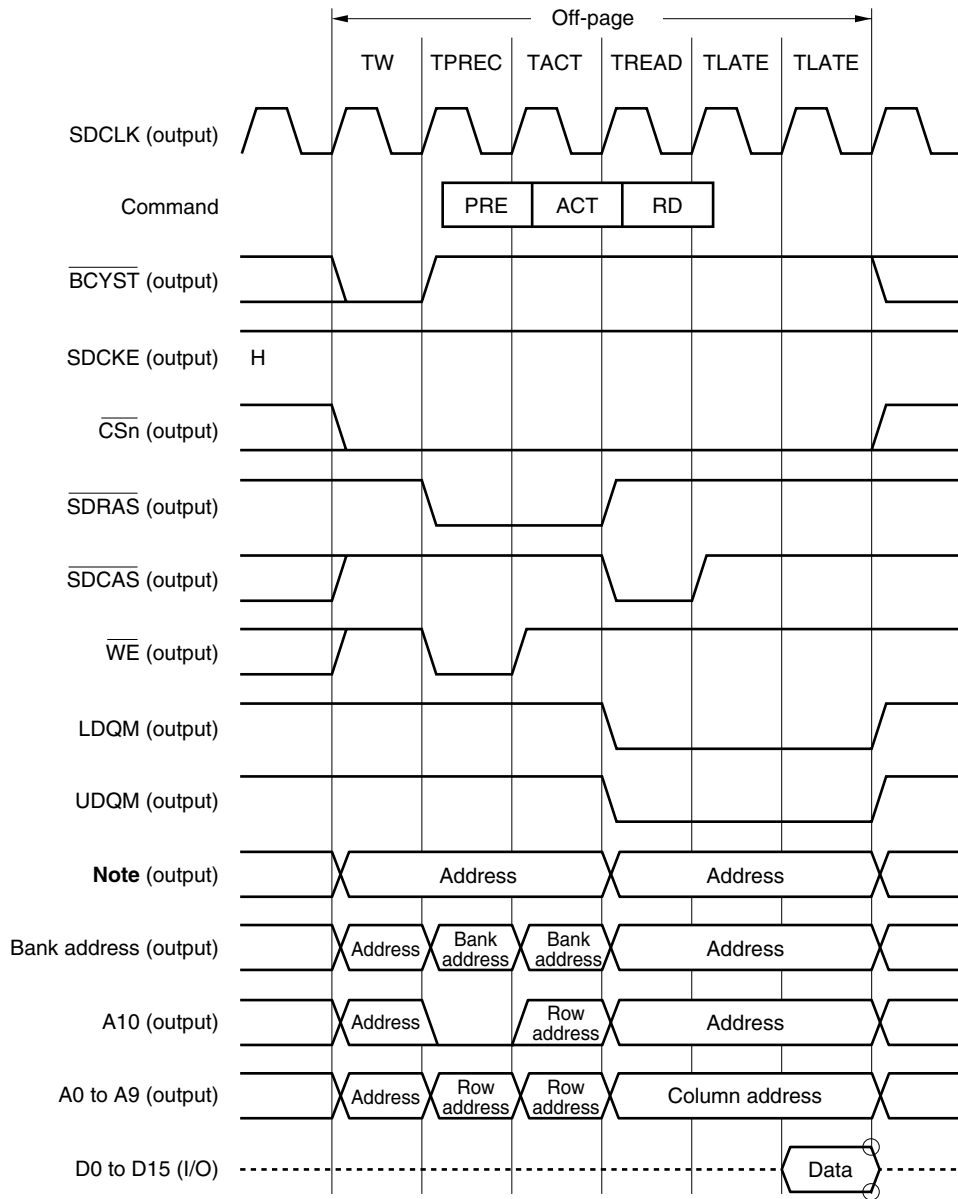 Off-page
TW TPREC TACT TREAD TLATE TLATE
SDCLK (output)
Command PRE ACT RD
BCYST (output)
SDCKE (output) H
CSn (output)
SDRAS (output)
SDCAS (output)
WE (output)
LDQM (output)
UDQM (output)
Note (output) Address Address
Bank address (output) Address Bank address Bank address Address
A10 (output) Address Row address Address
A0 to A9 (output) Address Row address Row address Column address
D0 to D15 (I/O) Data